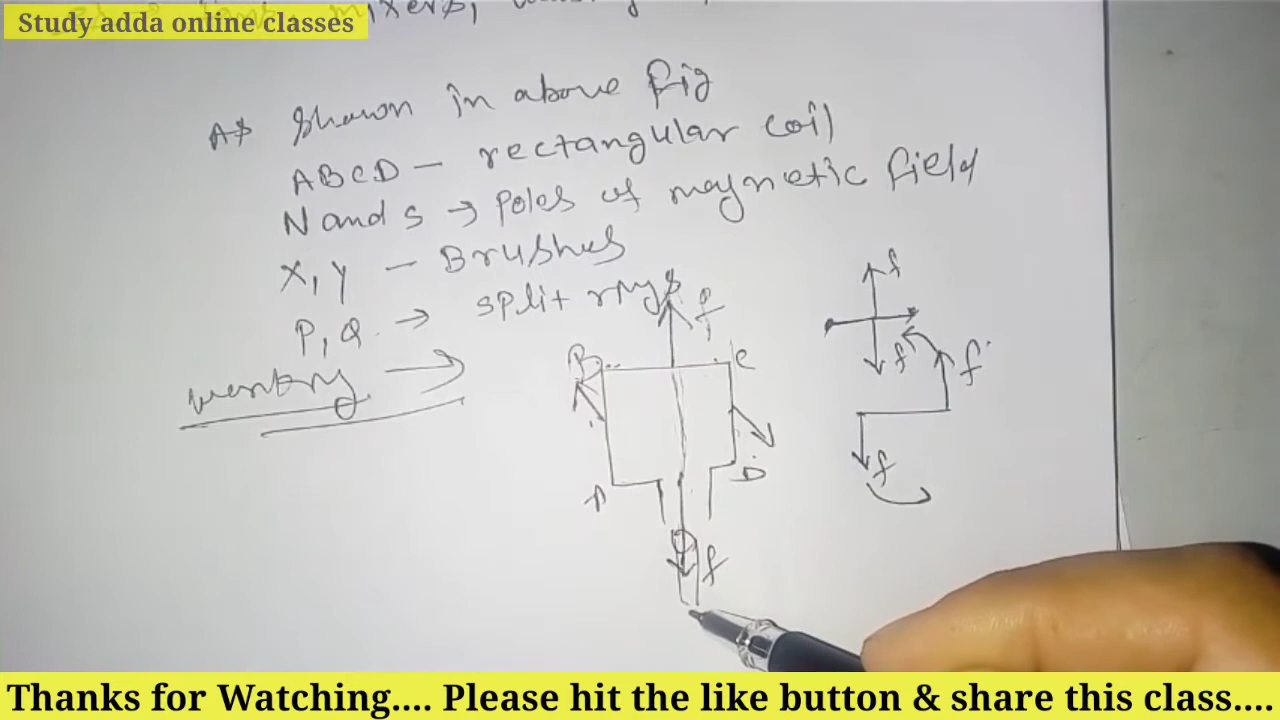 Study adda online classes
mixers,
As shown in above fig
ABCD - rectangular coil
N and S → Poles of magnetic field
X, Y - Brushes
P, Q → split rings
working →
f
f
B C
f
f
A D
f
f
Thanks for Watching.... Please hit the like button & share this class....